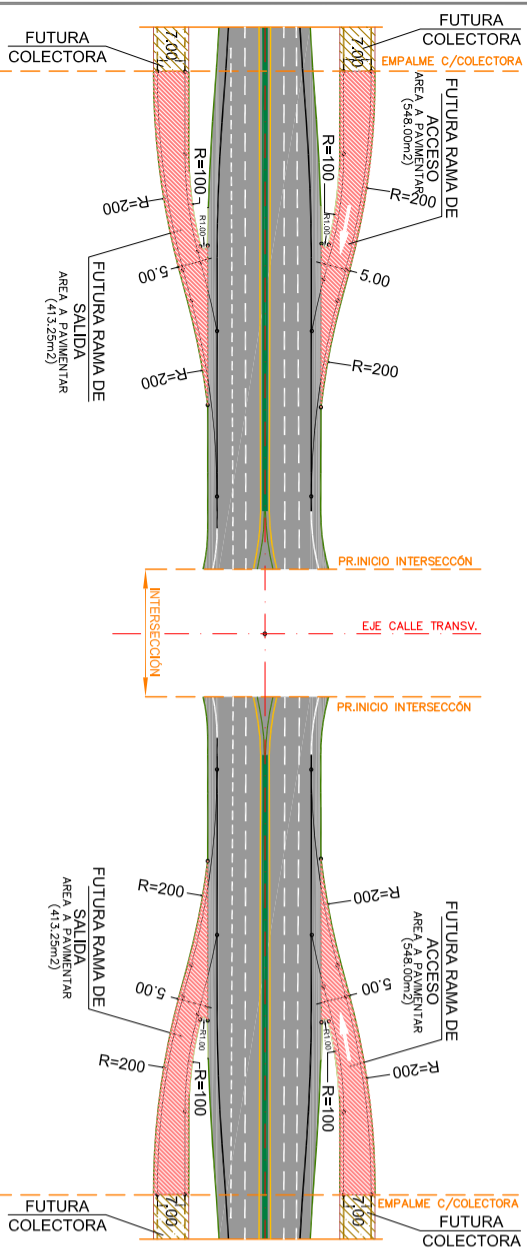 FUTURA
COLECTORA
7.00
7.00
FUTURA
COLECTORA
EMPALME C/COLECTORA
FUTURA RAMA DE
ACCESO
AREA A PAVIMENTAR
(548.00m2)
R=100
R1.00
R=200
5.00
R=200
R=100
R1.00
R=200
5.00
R=200
FUTURA RAMA DE
SALIDA
AREA A PAVIMENTAR
(413.25m2)
PR.INICIO INTERSECCÓN
INTERSECCIÓN
EJE CALLE TRANSV.
PR.INICIO INTERSECCÓN
FUTURA RAMA DE
SALIDA
AREA A PAVIMENTAR
(413.25m2)
R=200
5.00
R1.00
R=200
R=100
R=200
5.00
R1.00
R=200
R=100
FUTURA RAMA DE
ACCESO
AREA A PAVIMENTAR
(548.00m2)
EMPALME C/COLECTORA
7.00
7.00
FUTURA
COLECTORA
FUTURA
COLECTORA